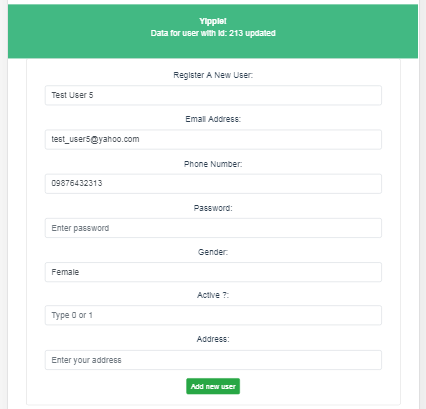 Yippie!
Data for user with id: 213 updated
Register A New User:
Test User 5
Email Address:
test_user5@yahoo.com
Phone Number:
09876432313
Password:
Enter password
Gender:
Female
Active ?:
Type 0 or 1
Address:
Enter your address
Add new user